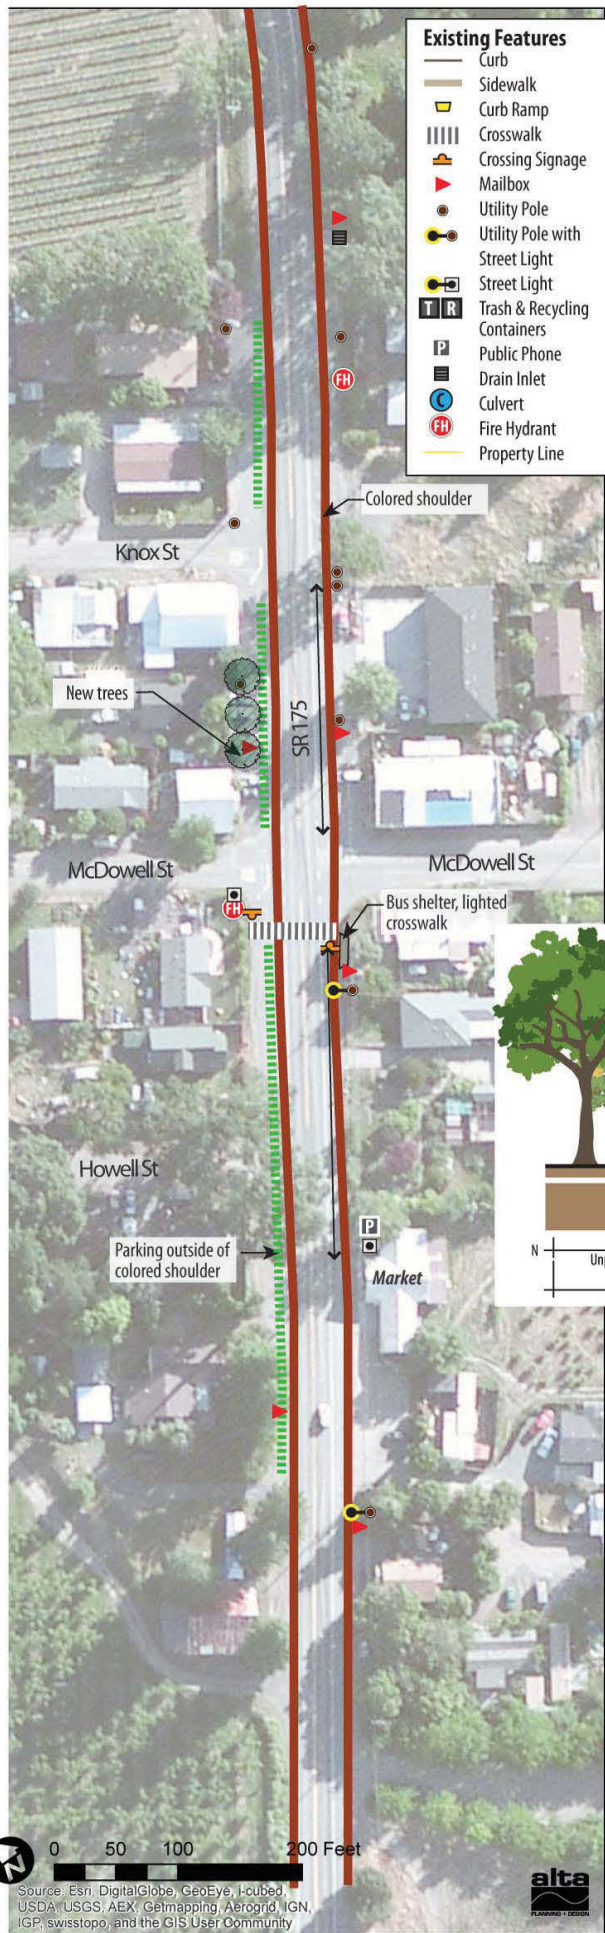 Existing Features
Curb
Sidewalk
Curb Ramp
Crosswalk
Crossing Signage
Mailbox
Utility Pole
Utility Pole with
Street Light
Street Light
T R Trash & Recycling
Containers
P Public Phone
Drain Inlet
C Culvert
FH Fire Hydrant
Property Line
FH
Colored shoulder
Knox St
New trees
SR175
McDowell St
McDowell St
FH
Bus shelter, lighted
crosswalk
Howell St
P
Parking outside of
colored shoulder
Market
N
N
0 50 100 200 Feet
Source: Esri, DigitalGlobe, GeoEye, i-cubed,
USDA, USGS, AEX, Getmapping, Aerogrid, IGN,
IGP, swisstopo, and the GIS User Community
alta
PLANNING + DESIGN